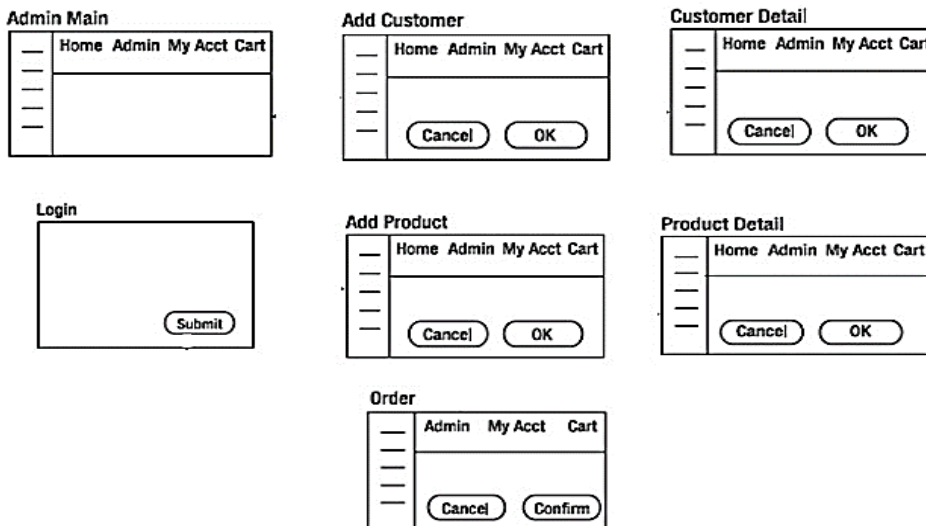 Admin Main
Home Admin My Acct Cart
Add Customer
Home Admin My Acct Cart
Cancel OK
Customer Detail
Home Admin My Acct Cart
Cancel OK
Login
Submit
Add Product
Home Admin My Acct Cart
Cancel OK
Product Detail
Home Admin My Acct Cart
Cancel OK
Order
Admin My Acct Cart
Cancel Confirm